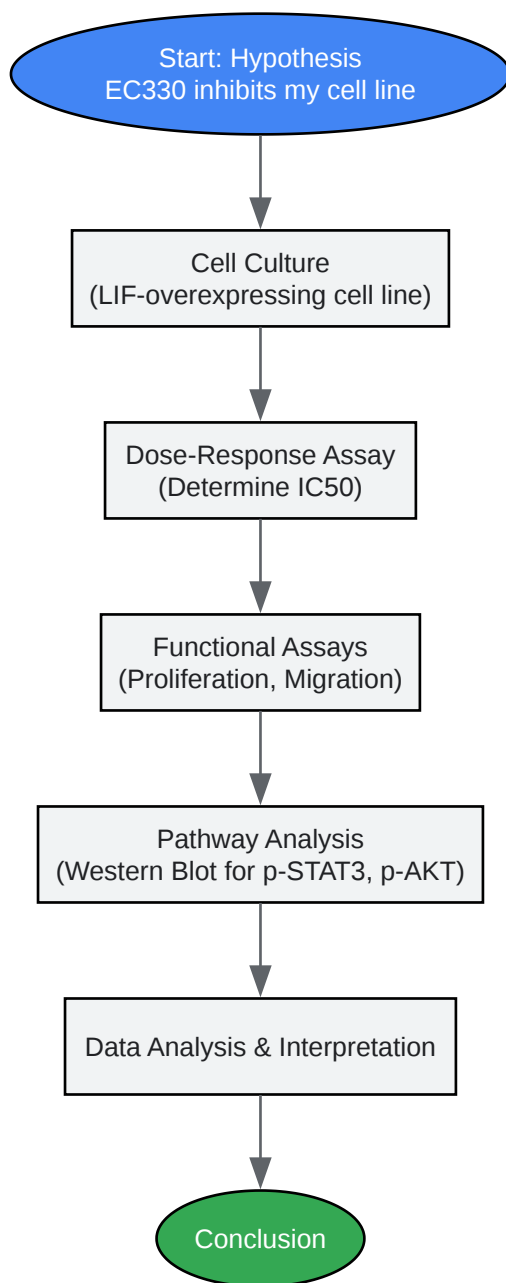 Start: Hypothesis
EC330 inhibits my cell line
Cell Culture
(LIF-overexpressing cell line)
Dose-Response Assay
(Determine IC50)
Functional Assays
(Proliferation, Migration)
Pathway Analysis
(Western Blot for p-STAT3, p-AKT)
Data Analysis & Interpretation
Conclusion